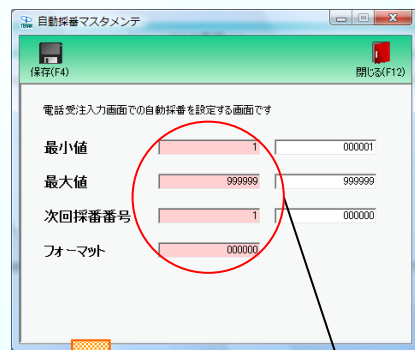 自動採番マスタメンテ
保存(F4)
閉じる(F12)
電話受注入力画面での自動採番を設定する画面です
最小値 1 000001
最大値 999999 999999
次回採番番号 1 000000
フォーマット 000000